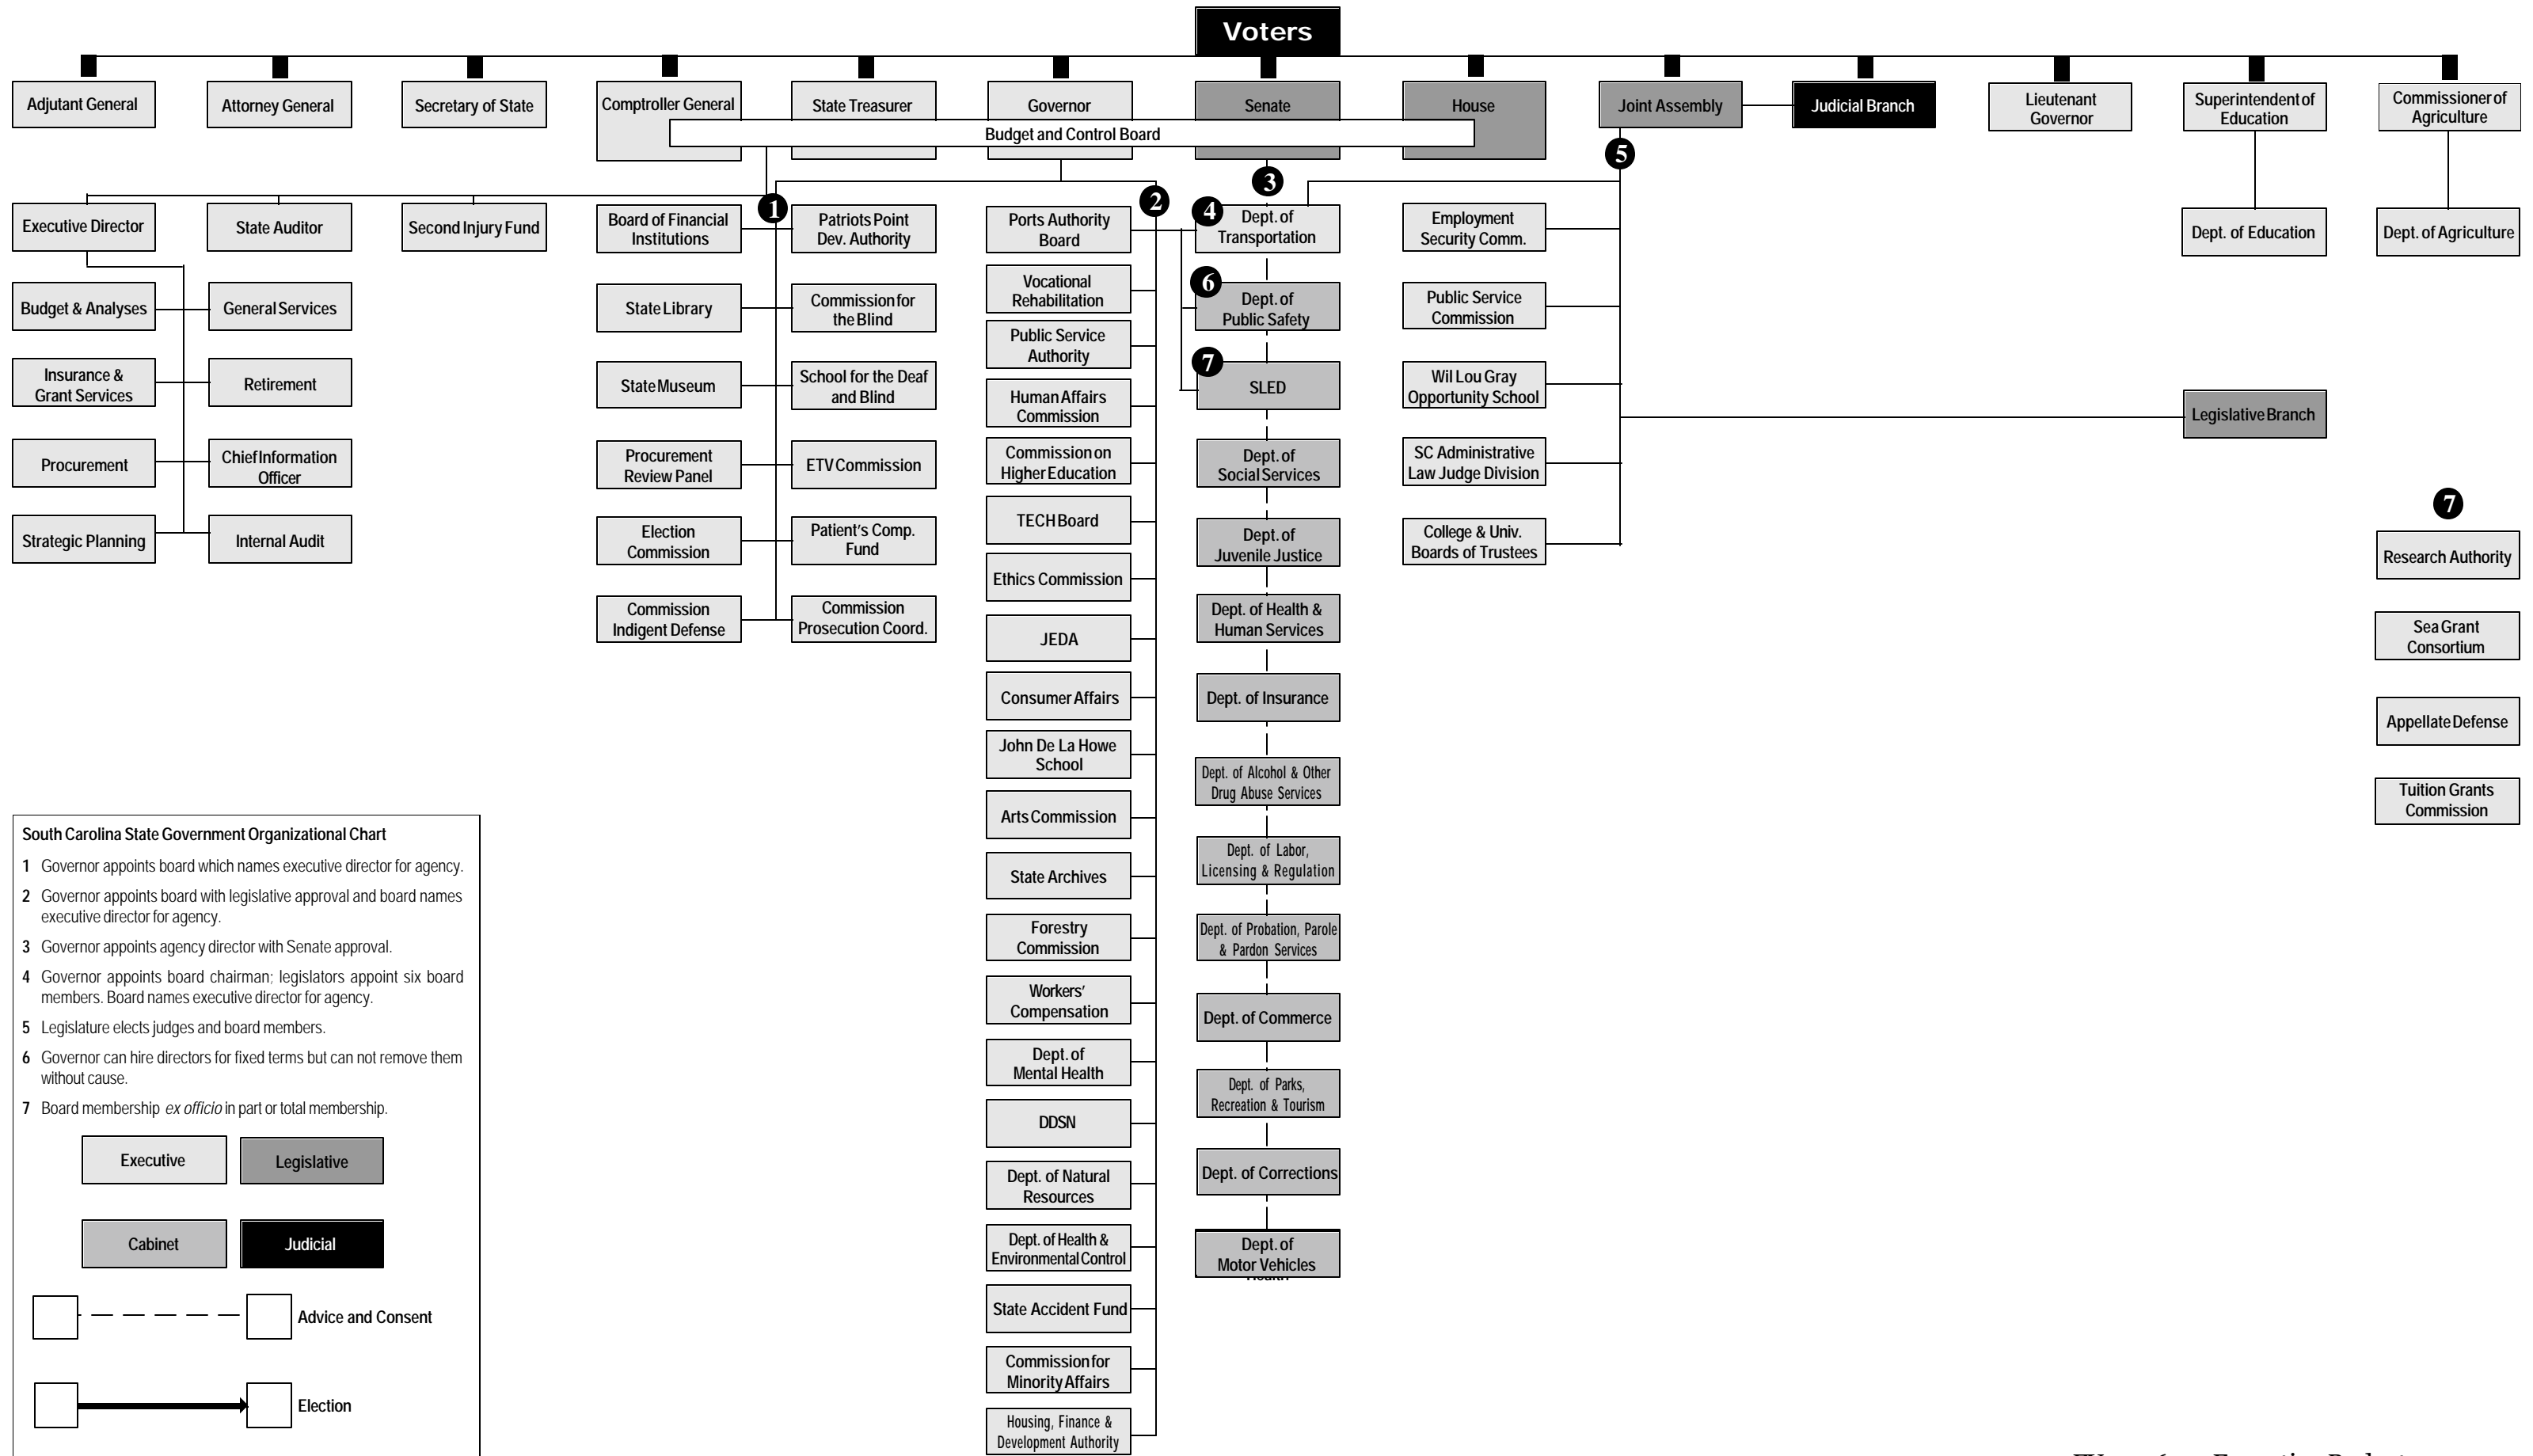 Voters
Adjutant General
Attorney General
Secretary of State
Comptroller General
State Treasurer
Governor
Senate
House
Joint Assembly
Judicial Branch
Lieutenant
Governor
Superintendent of
Education
Commissioner of
Agriculture
Budget and Control Board
5
3
1
2
4
Executive Director
State Auditor
Second Injury Fund
Board of Financial
Institutions
Patriots Point
Dev. Authority
Ports Authority
Board
Dept. of
Transportation
Employment
Security Comm.
Dept. of Education
Dept. of Agriculture
Budget & Analyses
General Services
State Library
Commission for
the Blind
Vocational
Rehabilitation
6
Dept. of
Public Safety
Public Service
Commission
Public Service
Authority
Insurance &
Grant Services
Retirement
State Museum
School for the Deaf
and Blind
Human Affairs
Commission
7
SLED
Wil Lou Gray
Opportunity School
Legislative Branch
Procurement
Chief Information
Officer
Procurement
Review Panel
ETV Commission
Commission on
Higher Education
Dept. of
Social Services
SC Administrative
Law Judge Division
Strategic Planning
Internal Audit
Election
Commission
Patient's Comp.
Fund
TECH Board
Dept. of
Juvenile Justice
College & Univ.
Boards of Trustees
7
Research Authority
Ethics Commission
Commission
Indigent Defense
Commission
Prosecution Coord.
JEDA
Dept. of Health &
Human Services
Sea Grant
Consortium
Consumer Affairs
Dept. of Insurance
Appellate Defense
John De La Howe
School
Dept. of Alcohol & Other
Drug Abuse Services
Tuition Grants
Commission
Arts Commission
Dept. of Labor,
Licensing & Regulation
State Archives
Forestry
Commission
Dept. of Probation, Parole
& Pardon Services
Workers'
Compensation
Dept. of Commerce
Dept. of
Mental Health
Dept. of Parks,
Recreation & Tourism
DDSN
Dept. of Natural
Resources
Dept. of Corrections
Dept. of Health &
Environmental Control
Dept. of
Motor Vehicles
State Accident Fund
Commission for
Minority Affairs
Housing, Finance &
Development Authority
South Carolina State Government Organizational Chart
1 Governor appoints board which names executive director for agency.
2 Governor appoints board with legislative approval and board names
executive director for agency.
3 Governor appoints agency director with Senate approval.
4 Governor appoints board chairman; legislators appoint six board
members. Board names executive director for agency.
5 Legislature elects judges and board members.
6 Governor can hire directors for fixed terms but can not remove them
without cause.
7 Board membership ex officio in part or total membership.
Executive
Legislative
Cabinet
Judicial
Advice and Consent
Election